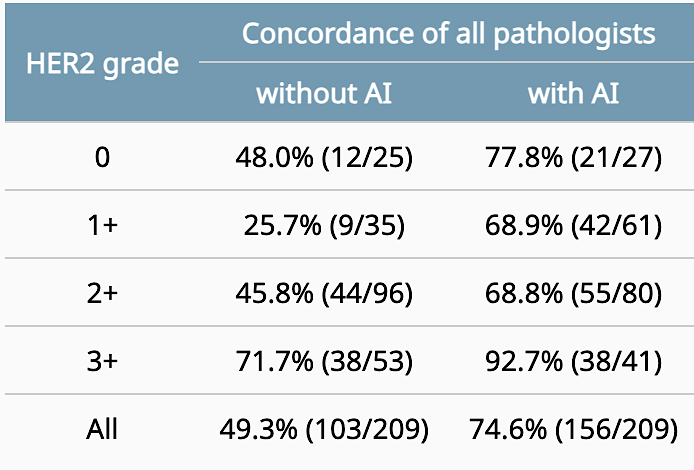 HER2 grade
Concordance of all pathologists
without AI with AI
0 48.0% (12/25) 77.8% (21/27)
1+ 25.7% (9/35) 68.9% (42/61)
2+ 45.8% (44/96) 68.8% (55/80)
3+ 71.7% (38/53) 92.7% (38/41)
All 49.3% (103/209) 74.6% (156/209)